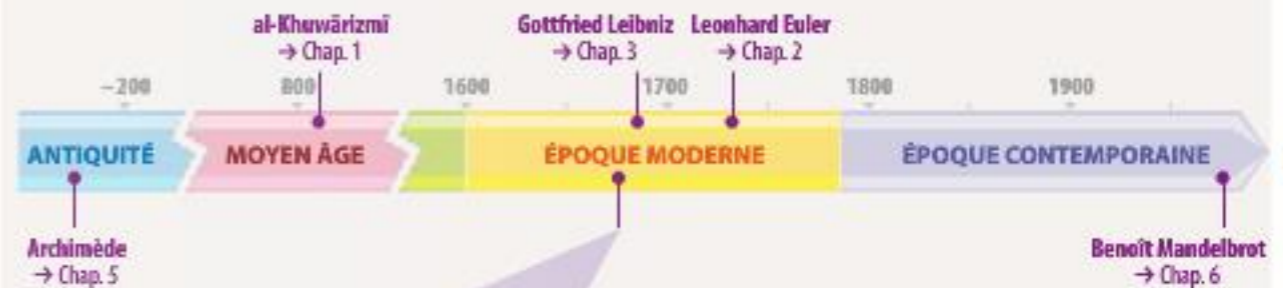 al-Khuwārizmī
→ Chap. 1
Gottfried Leibniz
→ Chap. 3
Leonhard Euler
→ Chap. 2
−200
800
1600
1700
1800
1900
ANTIQUITÉ
MOYEN ÂGE
ÉPOQUE MODERNE
ÉPOQUE CONTEMPORAINE
Archimède
→ Chap. 5
Benoît Mandelbrot
→ Chap. 6